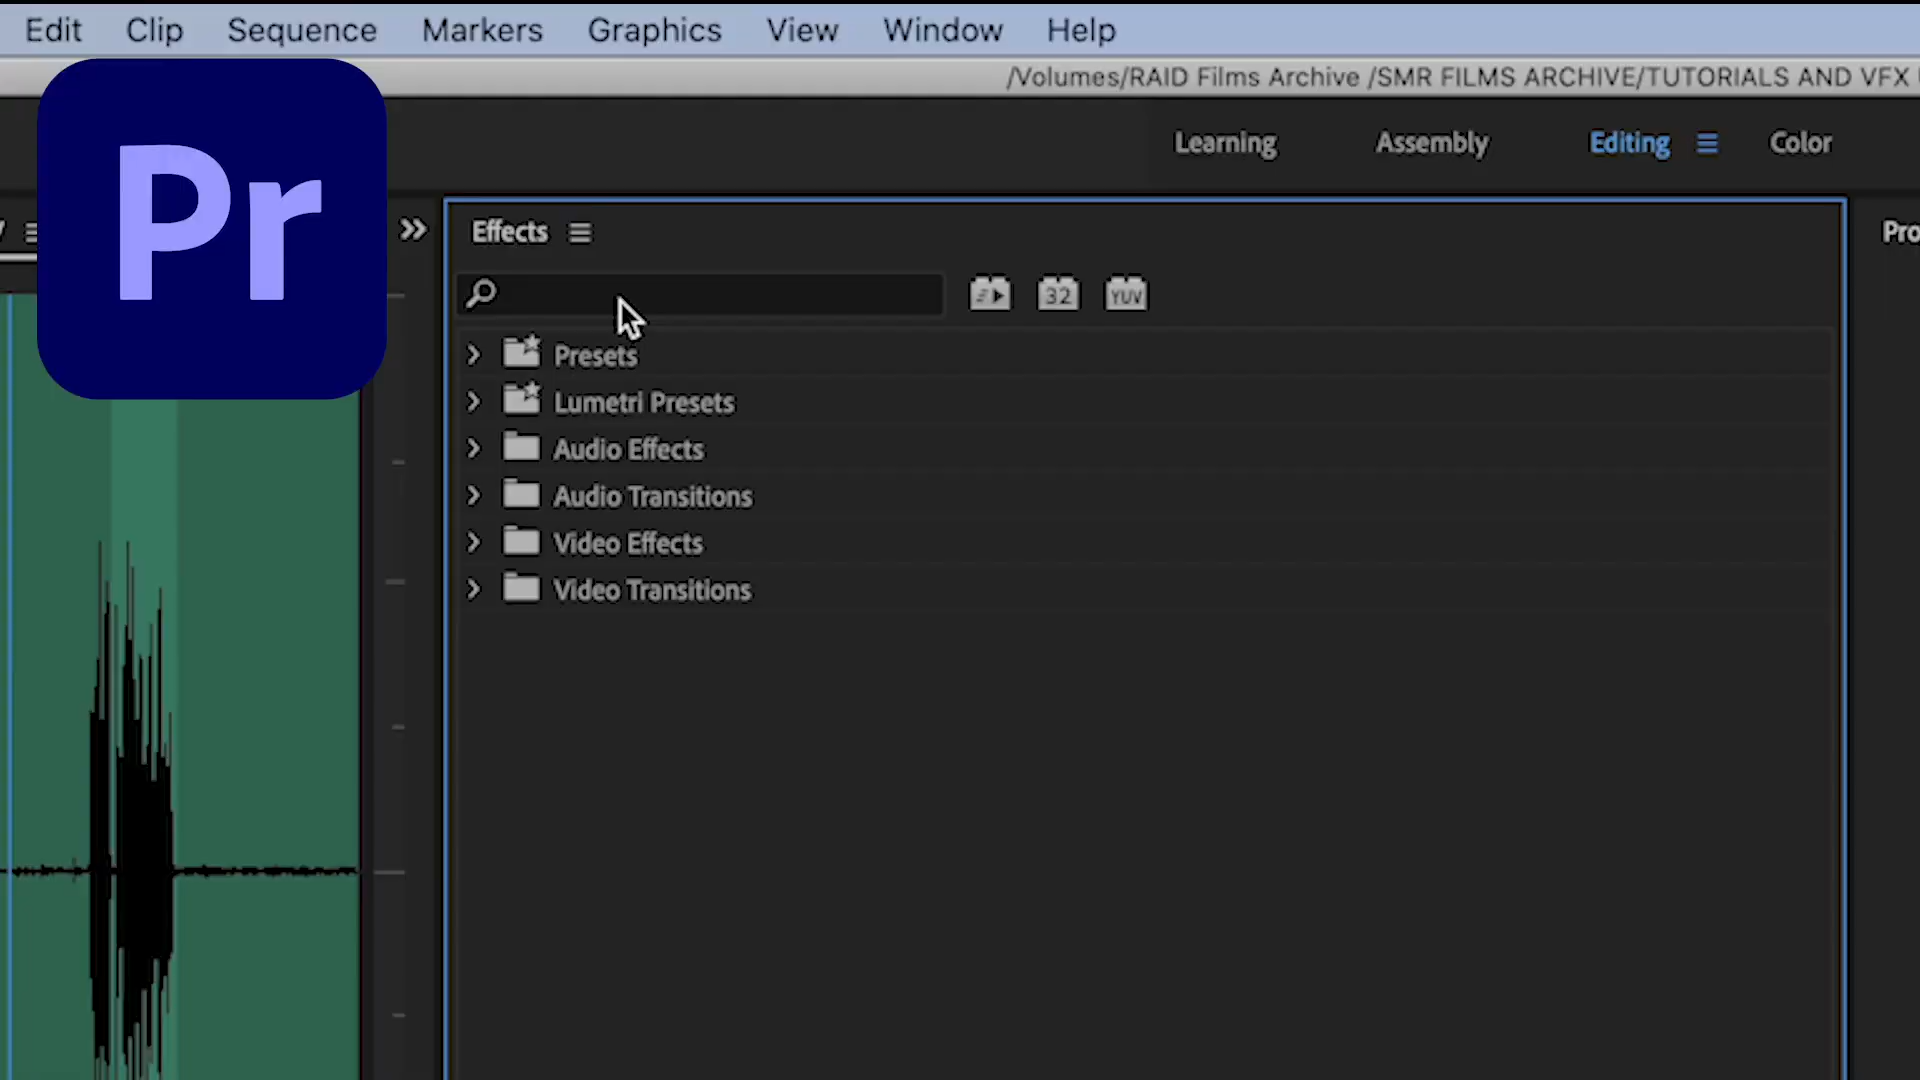 Edit Clip Sequence Markers Graphics View Window Help
/Volumes/RAID Films Archive /SMR FILMS ARCHIVE/TUTORIALS AND VFX
Pr
Learning Assembly Editing Color
Effects
32 YUV
Presets
Lumetri Presets
Audio Effects
Audio Transitions
Video Effects
Video Transitions